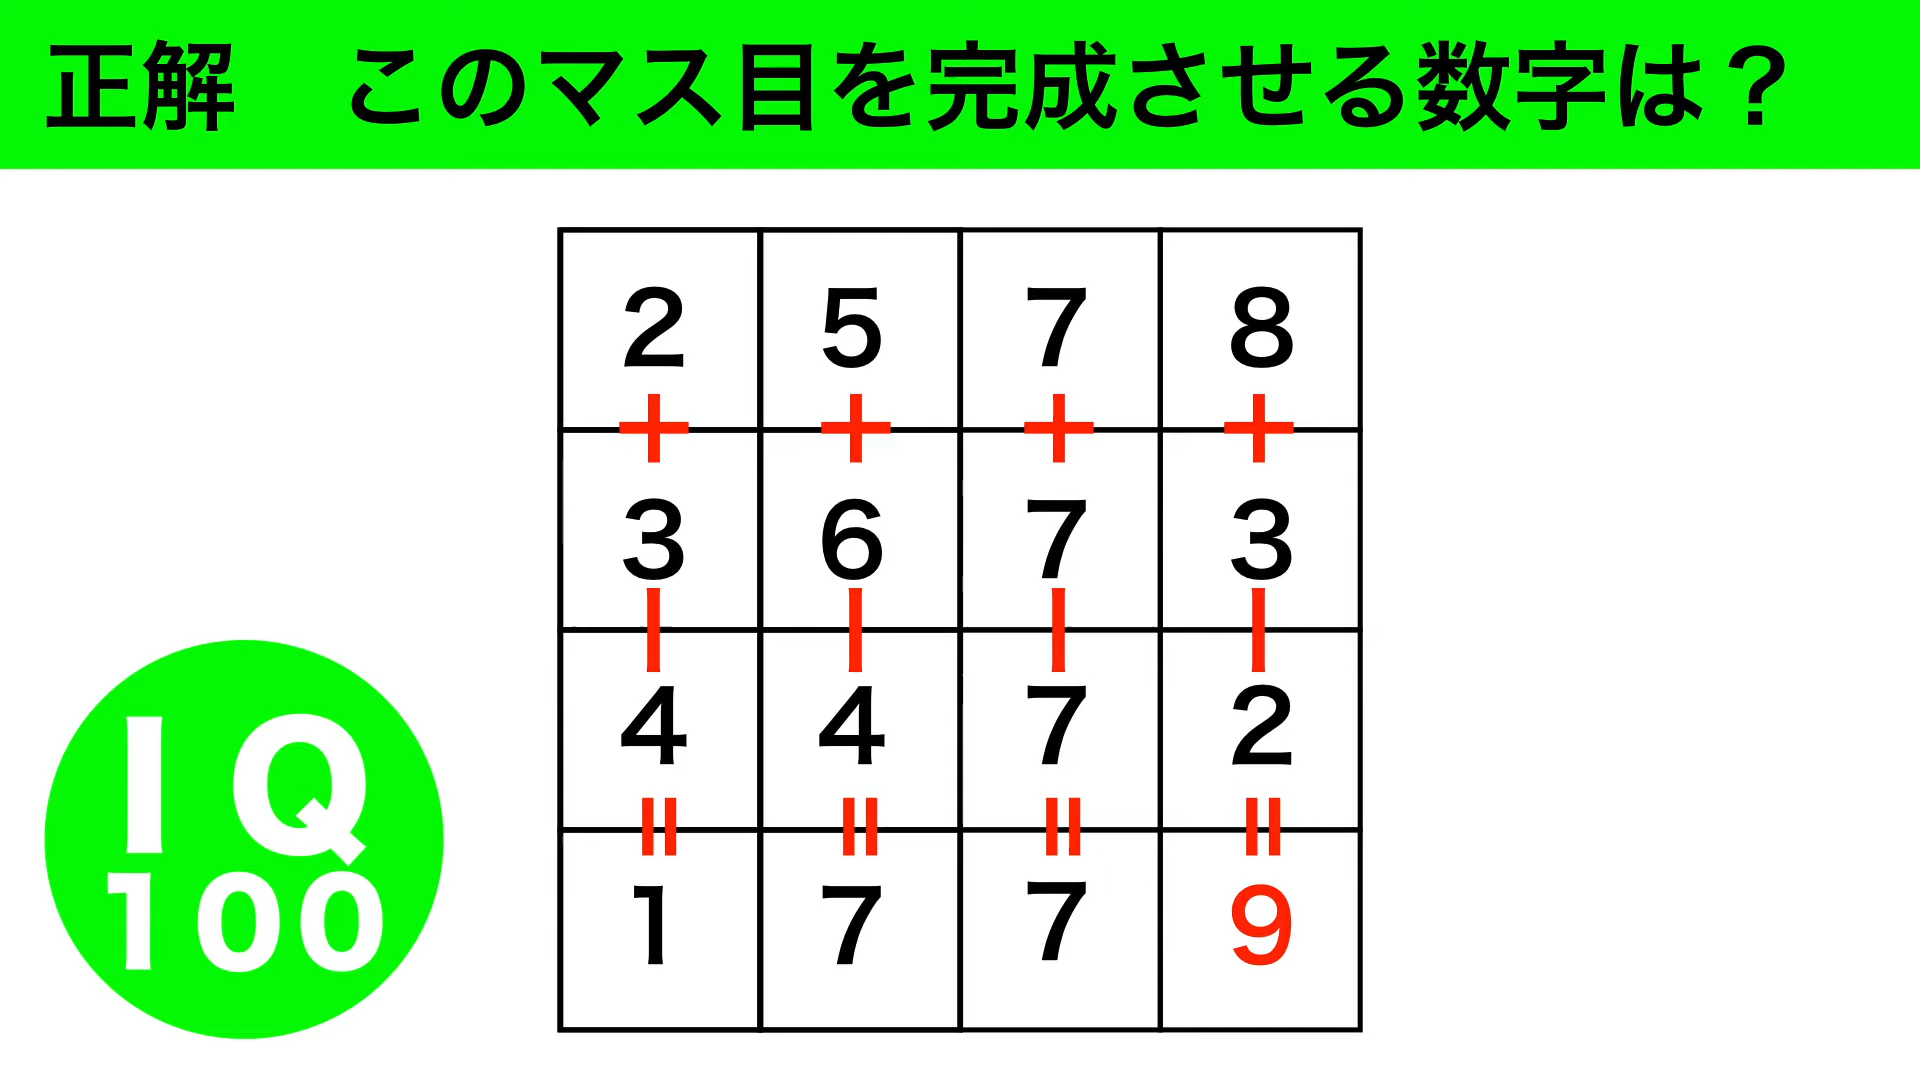 正解　このマス目を完成させる数字は？
2 5 7 8
+ + + +
3 6 7 3
| | | |
4 4 7 2
|| || || ||
1 7 7 9
IQ
100